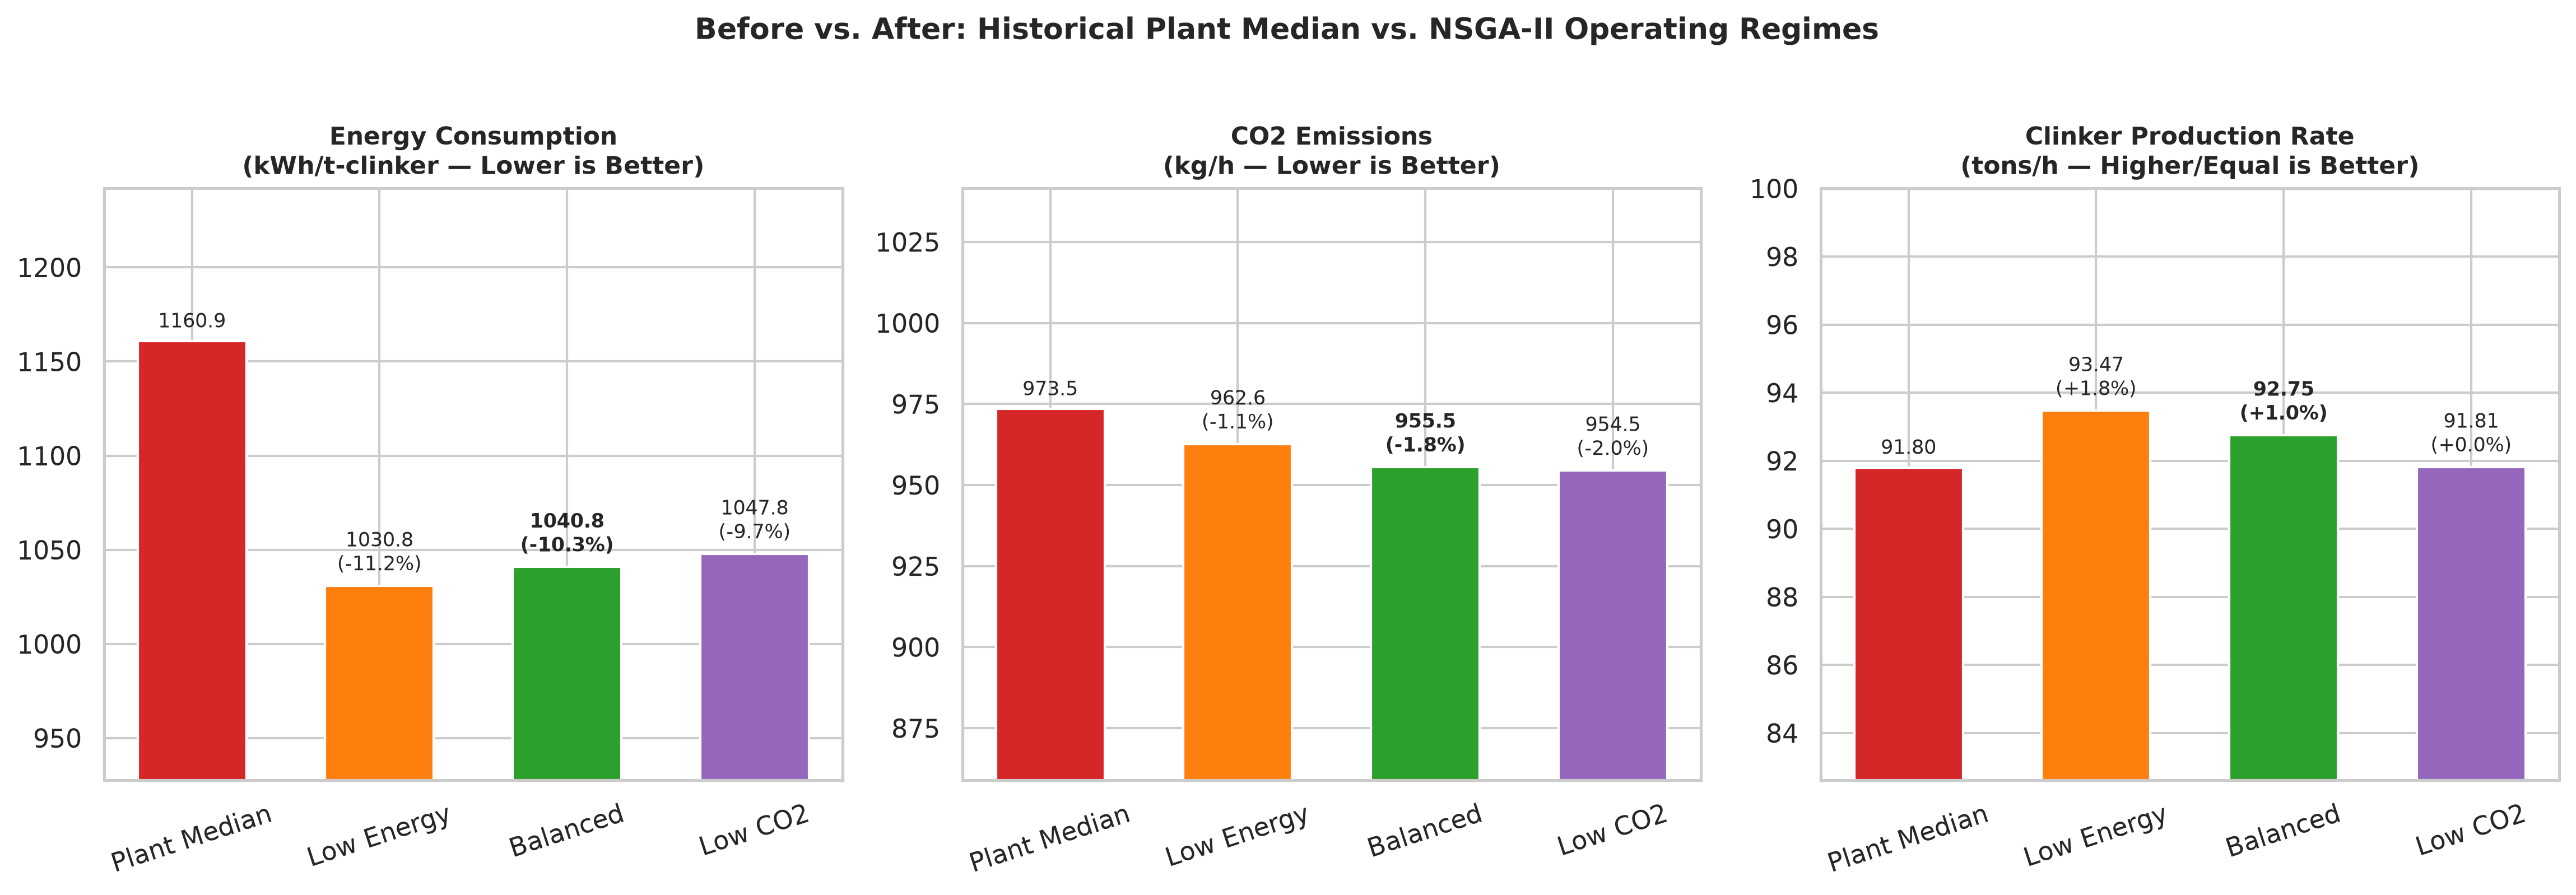 Before vs. After: Historical Plant Median vs. NSGA-II Operating Regimes
Energy Consumption
(kWh/t-clinker — Lower is Better)
1200
1150
1100
1050
1000
950
1160.9
1030.8
(-11.2%)
1040.8
(-10.3%)
1047.8
(-9.7%)
Plant Median
Low Energy
Balanced
Low CO2
CO2 Emissions
(kg/h — Lower is Better)
1025
1000
975
950
925
900
875
973.5
962.6
(-1.1%)
955.5
(-1.8%)
954.5
(-2.0%)
Plant Median
Low Energy
Balanced
Low CO2
Clinker Production Rate
(tons/h — Higher/Equal is Better)
100
98
96
94
92
90
88
86
84
91.80
93.47
(+1.8%)
92.75
(+1.0%)
91.81
(+0.0%)
Plant Median
Low Energy
Balanced
Low CO2